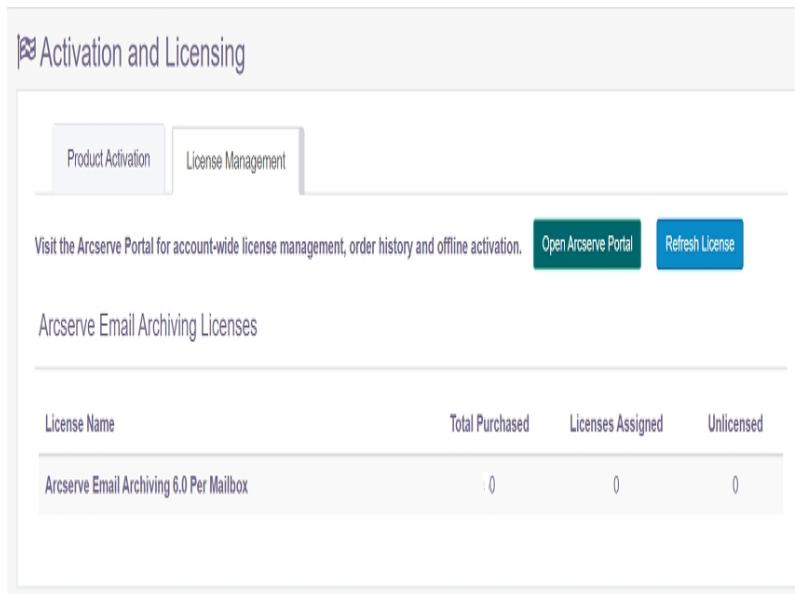 Activation and Licensing
Product Activation
License Management
Visit the Arcserve Portal for account-wide license management, order history and offline activation.
Open Arcserve Portal
Refresh License
Arcserve Email Archiving Licenses
License Name Total Purchased Licenses Assigned Unlicensed
Arcserve Email Archiving 6.0 Per Mailbox 0 0 0